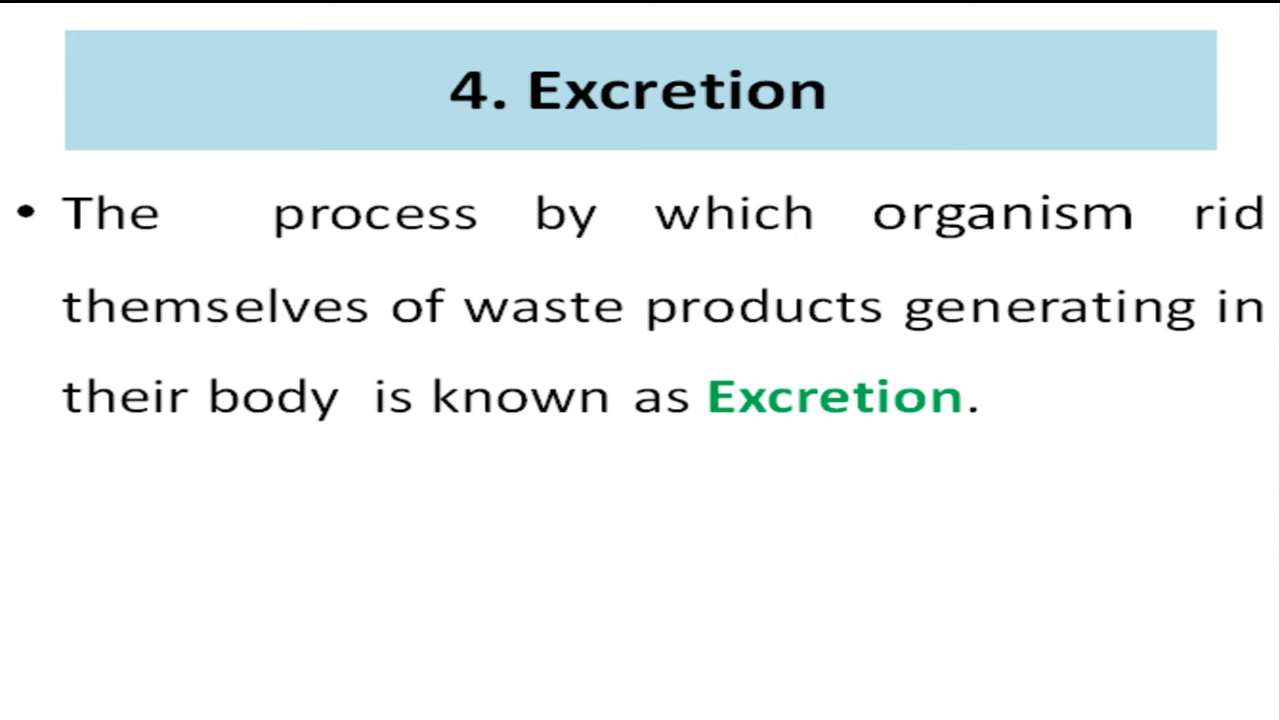 4. Excretion
• The process by which organism rid
themselves of waste products generating in
their body is known as Excretion.